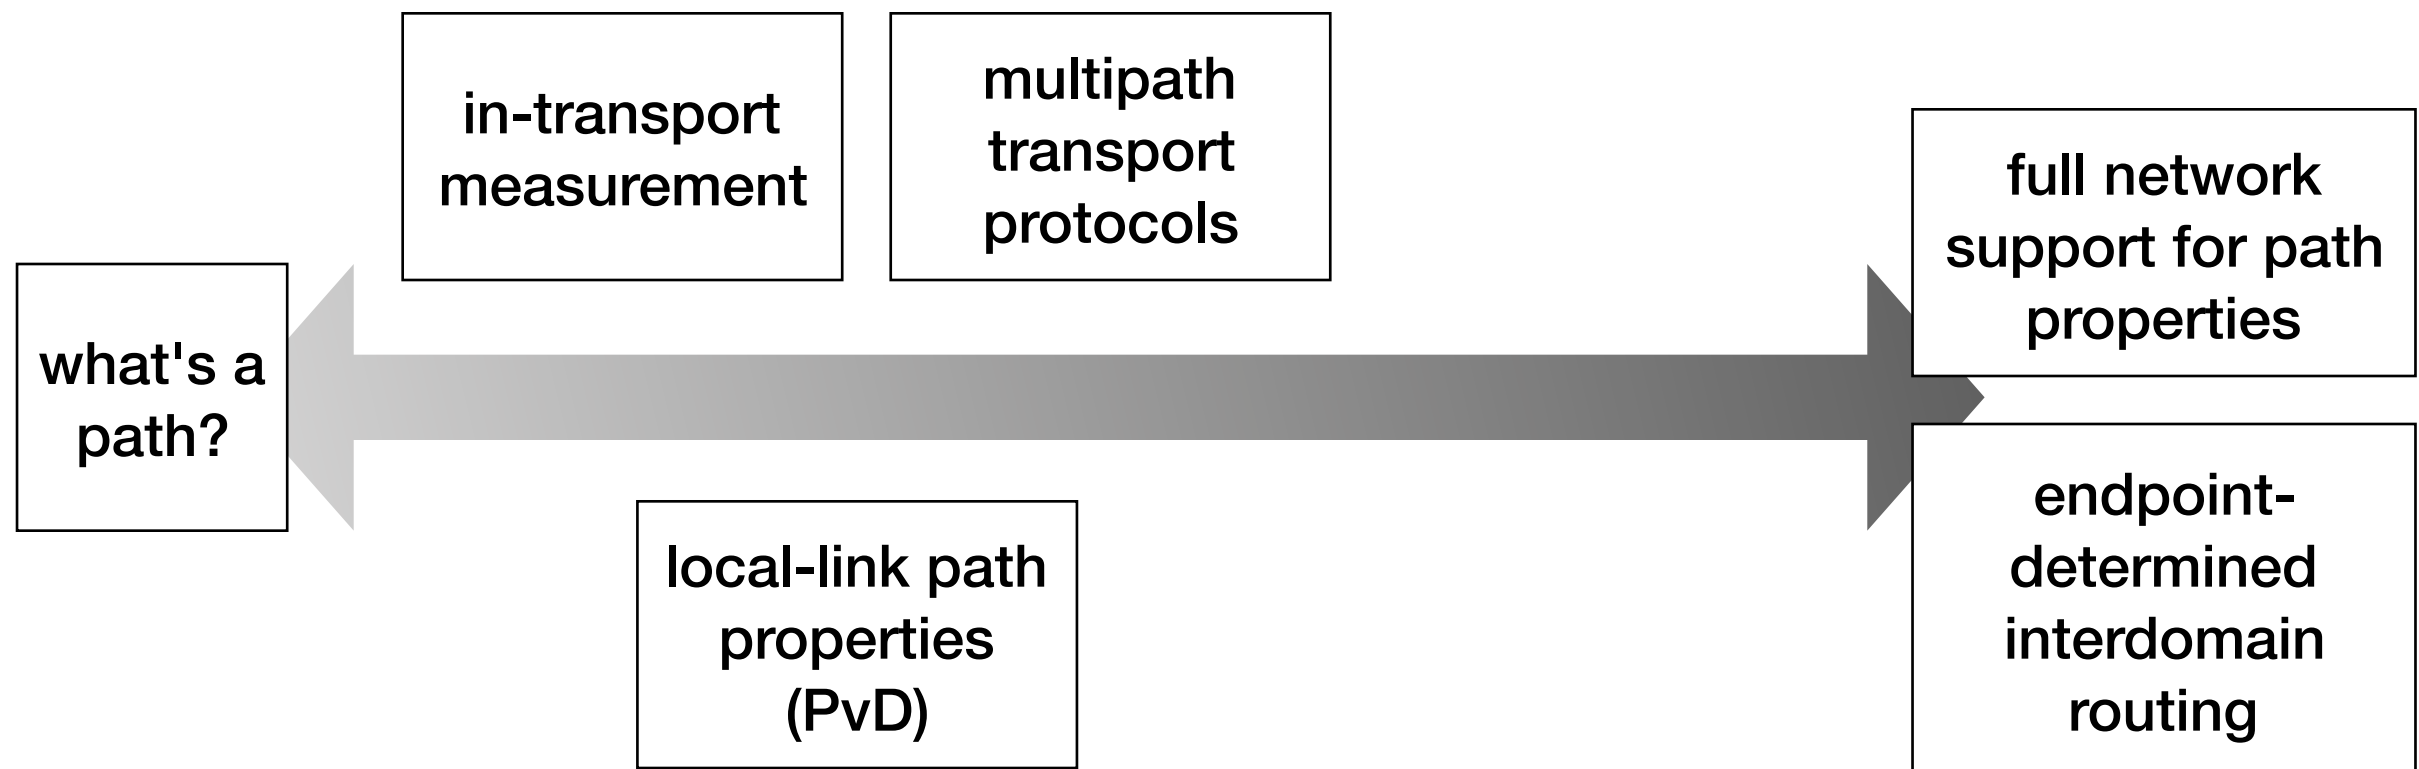 what's a
path?
in-transport
measurement
multipath
transport
protocols
local-link path
properties
(PvD)
full network
support for path
properties
endpoint-
determined
interdomain
routing